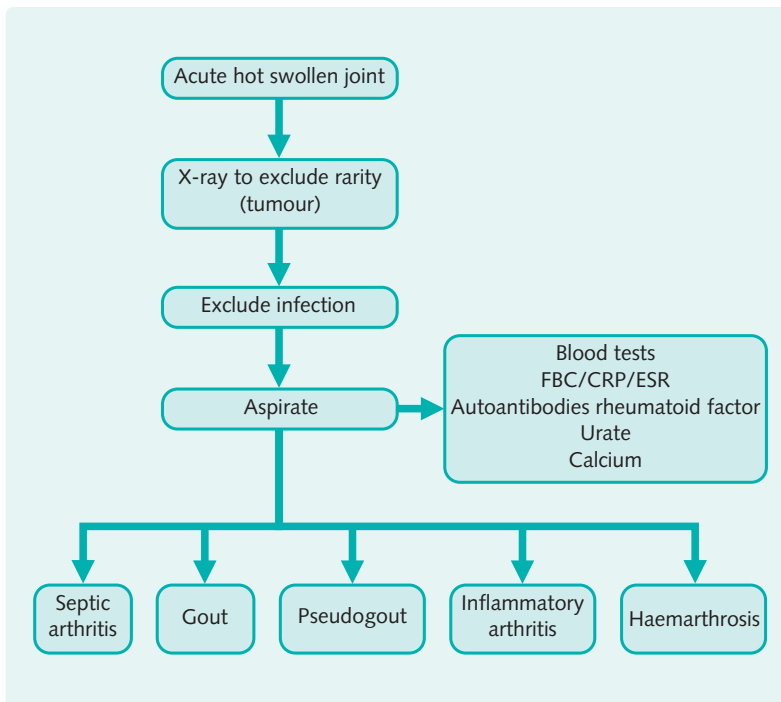 Acute hot swollen joint
X-ray to exclude rarity
(tumour)
Exclude infection
Aspirate
Blood tests
FBC/CRP/ESR
Autoantibodies rheumatoid factor
Urate
Calcium
Septic
arthritis
Gout
Pseudogout
Inflammatory
arthritis
Haemarthrosis